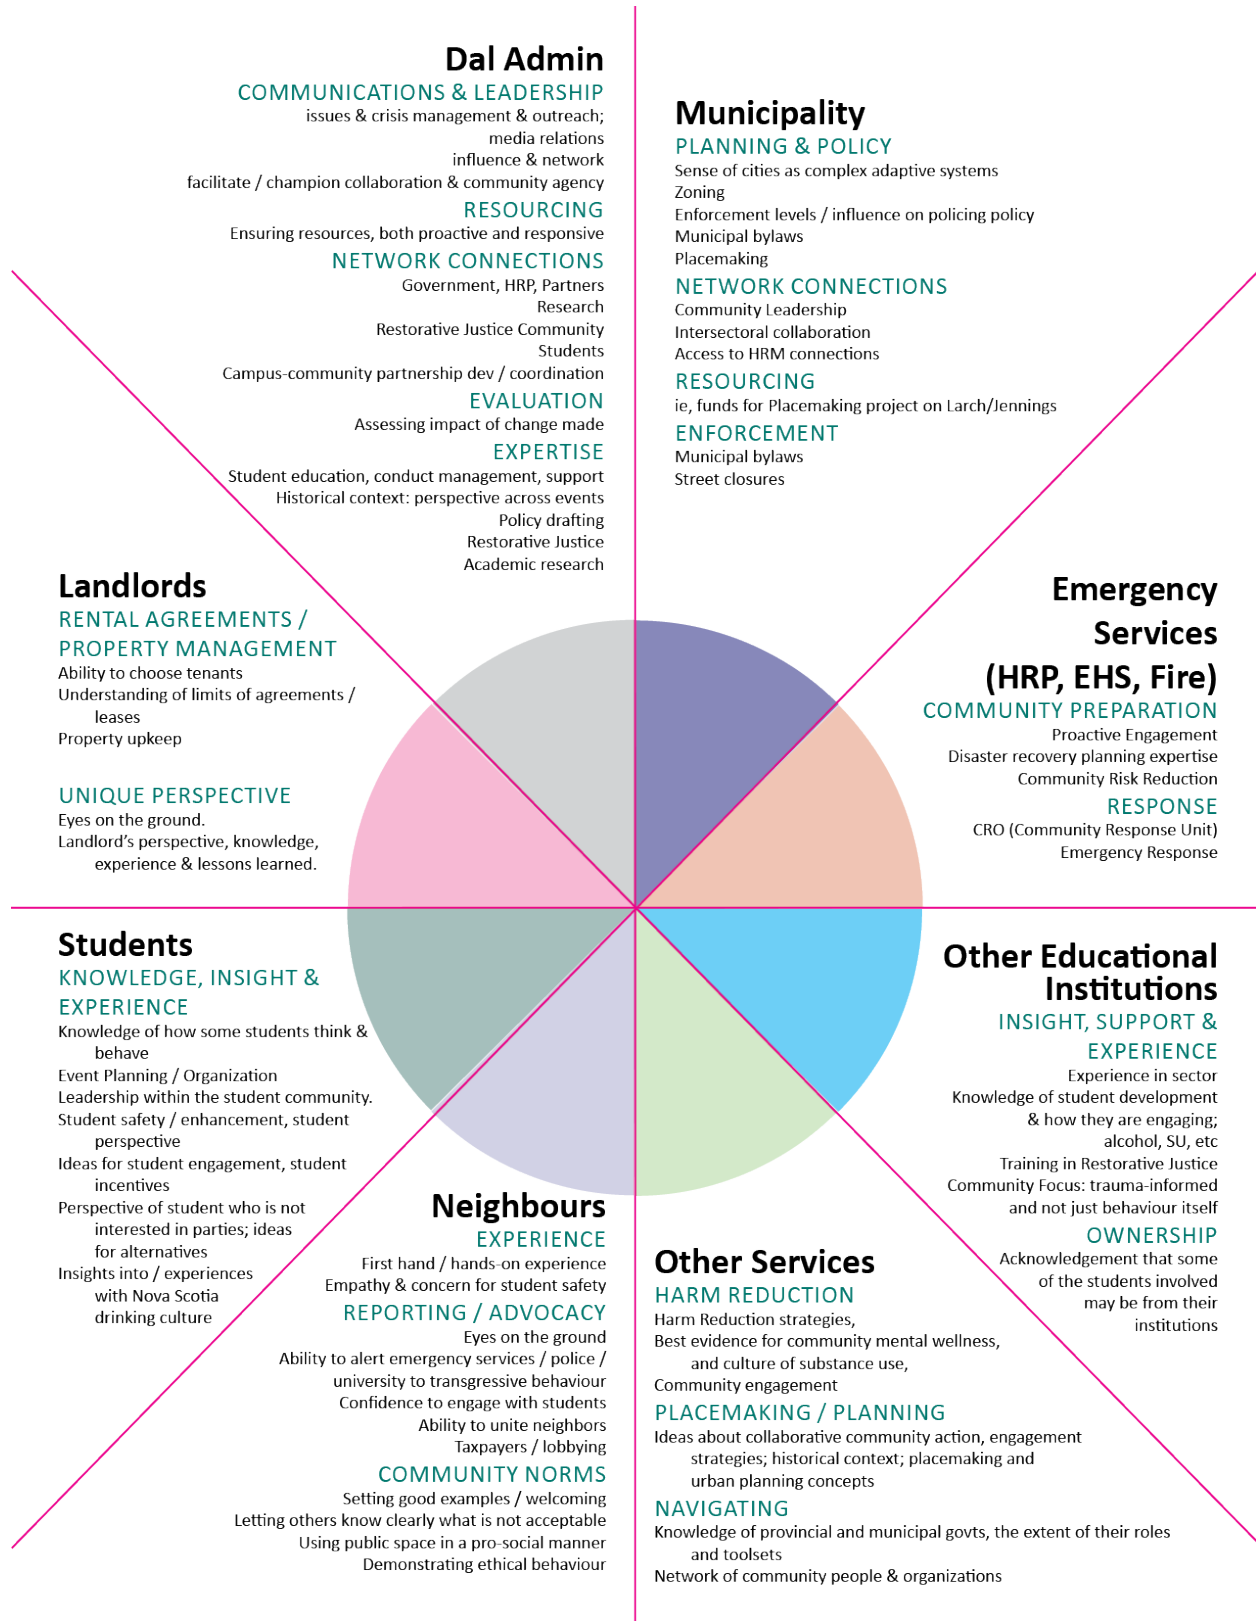 Dal Admin
COMMUNICATIONS & LEADERSHIP
issues & crisis management & outreach;
media relations
influence & network
facilitate / champion collaboration & community agency
RESOURCING
Ensuring resources, both proactive and responsive
NETWORK CONNECTIONS
Government, HRP, Partners
Research
Restorative Justice Community
Students
Campus-community partnership dev / coordination
EVALUATION
Assessing impact of change made
EXPERTISE
Student education, conduct management, support
Historical context: perspective across events
Policy drafting
Restorative Justice
Academic research
Municipality
PLANNING & POLICY
Sense of cities as complex adaptive systems
Zoning
Enforcement levels / influence on policing policy
Municipal bylaws
Placemaking
NETWORK CONNECTIONS
Community Leadership
Intersectoral collaboration
Access to HRM connections
RESOURCING
ie, funds for Placemaking project on Larch/Jennings
ENFORCEMENT
Municipal bylaws
Street closures
Landlords
RENTAL AGREEMENTS /
PROPERTY MANAGEMENT
Ability to choose tenants
Understanding of limits of agreements /
leases
Property upkeep
UNIQUE PERSPECTIVE
Eyes on the ground.
Landlord's perspective, knowledge,
experience & lessons learned.
Emergency
Services
(HRP, EHS, Fire)
COMMUNITY PREPARATION
Proactive Engagement
Disaster recovery planning expertise
Community Risk Reduction
RESPONSE
CRO (Community Response Unit)
Emergency Response
Students
KNOWLEDGE, INSIGHT &
EXPERIENCE
Knowledge of how some students think &
behave
Event Planning / Organization
Leadership within the student community.
Student safety / enhancement, student
perspective
Ideas for student engagement, student
incentives
Perspective of student who is not
interested in parties; ideas
for alternatives
Insights into / experiences
with Nova Scotia
drinking culture
Other Educational
Institutions
INSIGHT, SUPPORT &
EXPERIENCE
Experience in sector
Knowledge of student development
& how they are engaging;
alcohol, SU, etc
Training in Restorative Justice
Community Focus: trauma-informed
and not just behaviour itself
OWNERSHIP
Acknowledgement that some
of the students involved
may be from their
institutions
Neighbours
EXPERIENCE
First hand / hands-on experience
Empathy & concern for student safety
REPORTING / ADVOCACY
Eyes on the ground
Ability to alert emergency services / police /
university to transgressive behaviour
Confidence to engage with students
Ability to unite neighbors
Taxpayers / lobbying
COMMUNITY NORMS
Setting good examples / welcoming
Letting others know clearly what is not acceptable
Using public space in a pro-social manner
Demonstrating ethical behaviour
Other Services
HARM REDUCTION
Harm Reduction strategies,
Best evidence for community mental wellness,
and culture of substance use,
Community engagement
PLACEMAKING / PLANNING
Ideas about collaborative community action, engagement
strategies; historical context; placemaking and
urban planning concepts
NAVIGATING
Knowledge of provincial and municipal govts, the extent of their roles
and toolsets
Network of community people & organizations